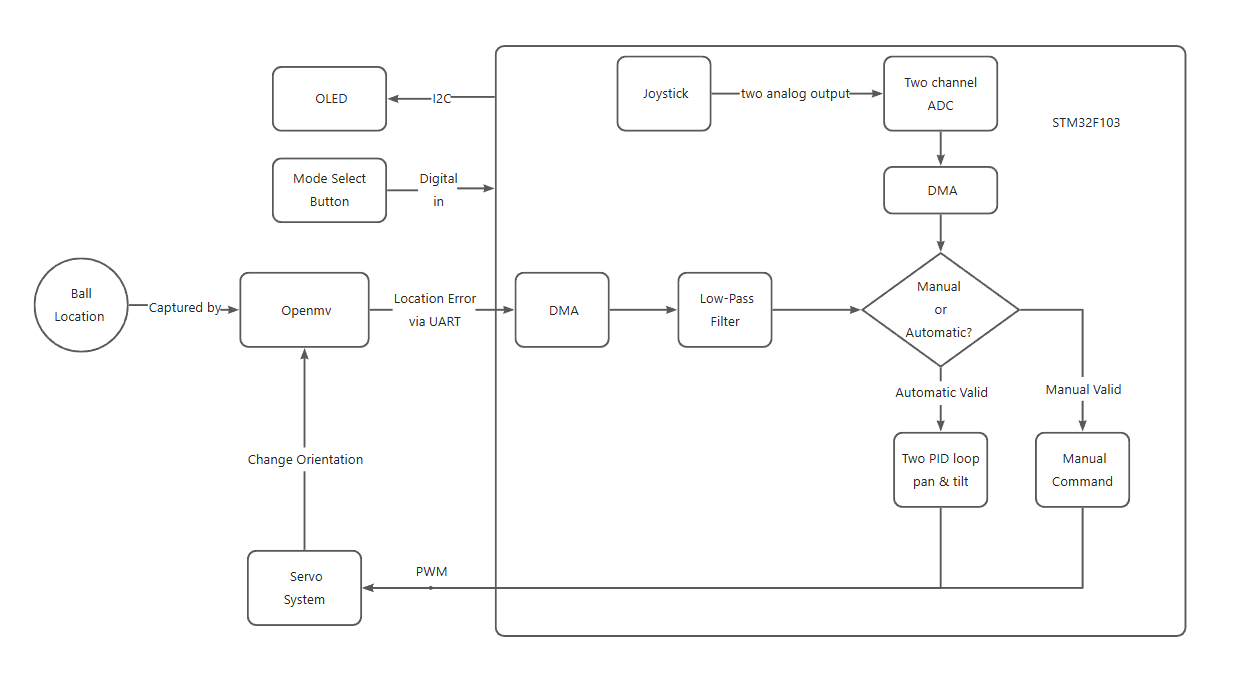 OLED
I2C
Joystick
two analog output
Two channel
ADC
STM32F103
Mode Select
Button
Digital
in
DMA
Ball
Location
Captured by
Openmv
Location Error
via UART
DMA
Low-Pass
Filter
Manual
or
Automatic?
Automatic Valid
Manual Valid
Change Orientation
Two PID loop
pan & tilt
Manual
Command
Servo
System
PWM